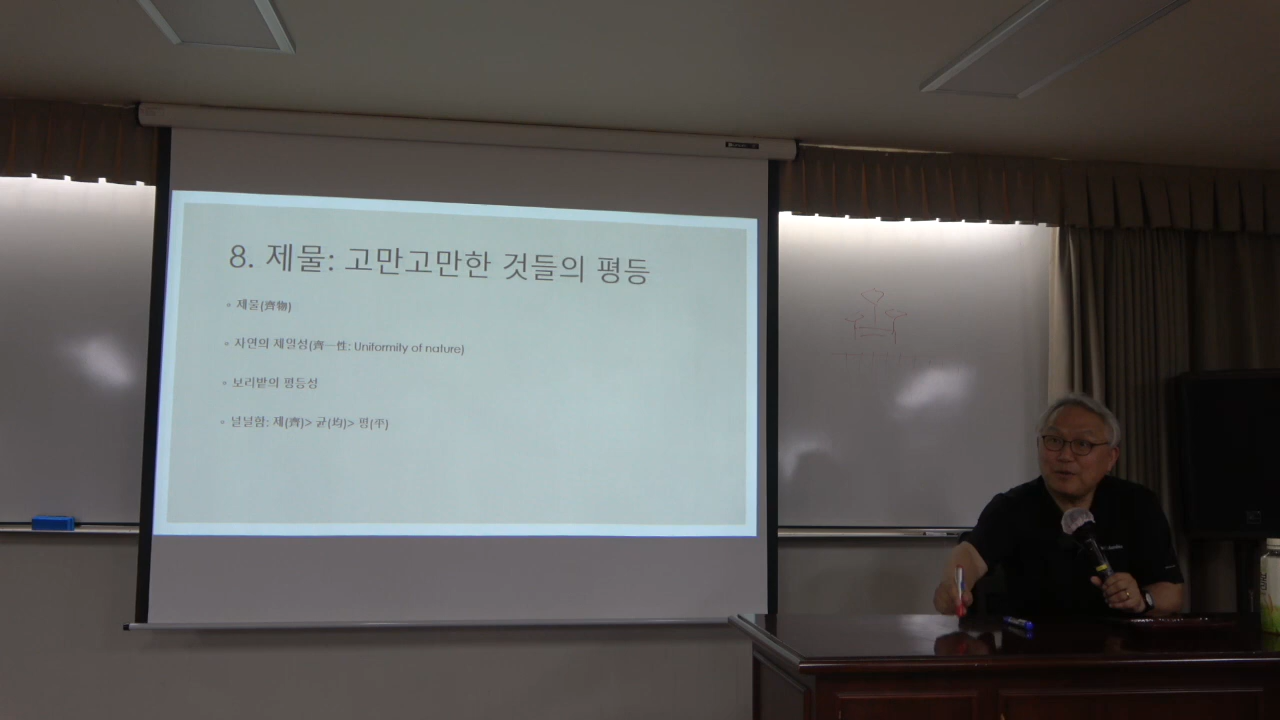 8. 제물: 고만고만한 것들의 평등
제물(齊物)
자연의 제일성(齊一性: Uniformity of nature)
보리밭의 평등성
널널함: 제(齊)> 균(均)> 평(平)